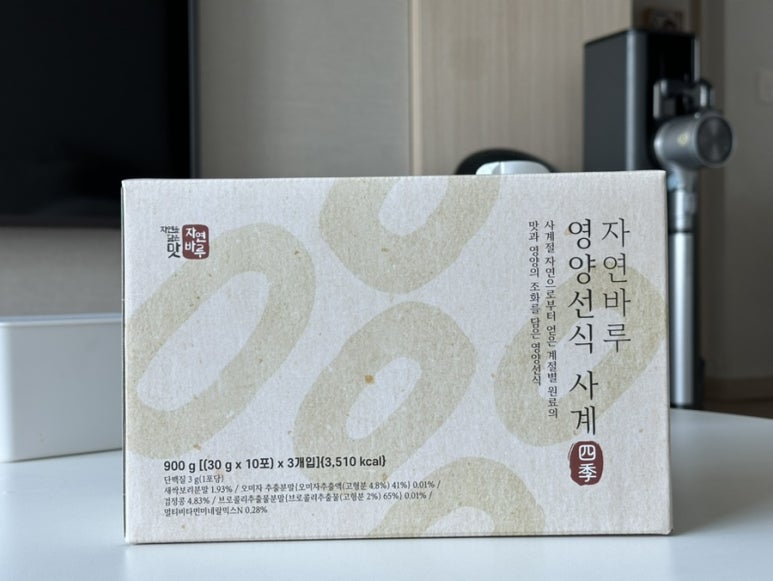 자연을
닮은
맛
자연
바루
자연바루
영양선식 사계
四季
사계절 자연으로부터 얻은 계절별 원료의
맛과 영양의 조화를 담은 영양선식
900 g [(30 g x 10포) x 3개입]{3,510 kcal}
단백질 3 g(1포당)
새싹보리분말 1.93% / 오미자 추출분말{오미자추출액(고형분 4.8%) 41%} 0.01% /
검정콩 4.83% / 브로콜리추출물분말{브로콜리추출물(고형분 2%) 65%} 0.01% /
멀티비타민미네랄믹스N 0.28%